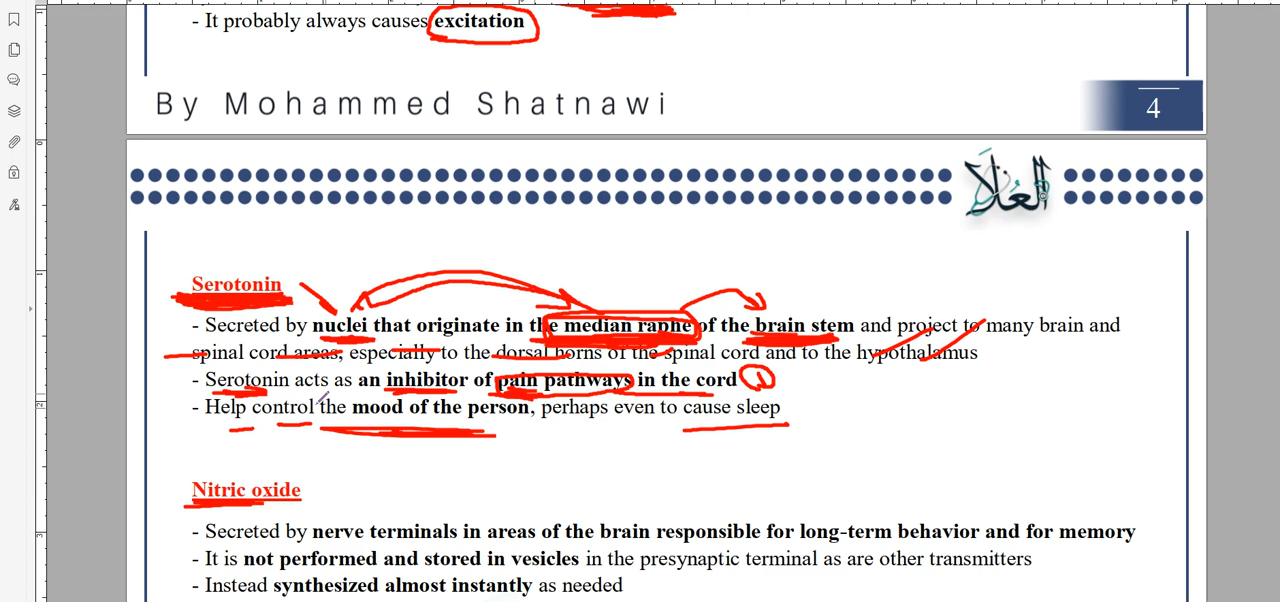 - It probably always causes excitation
By Mohammed Shatnawi
4
العُلَا
Serotonin
- Secreted by nuclei that originate in the median raphe of the brain stem and project to many brain and
spinal cord areas, especially to the dorsal horns of the spinal cord and to the hypothalamus
- Serotonin acts as an inhibitor of pain pathways in the cord
- Help control the mood of the person, perhaps even to cause sleep
Nitric oxide
- Secreted by nerve terminals in areas of the brain responsible for long-term behavior and for memory
- It is not performed and stored in vesicles in the presynaptic terminal as are other transmitters
- Instead synthesized almost instantly as needed